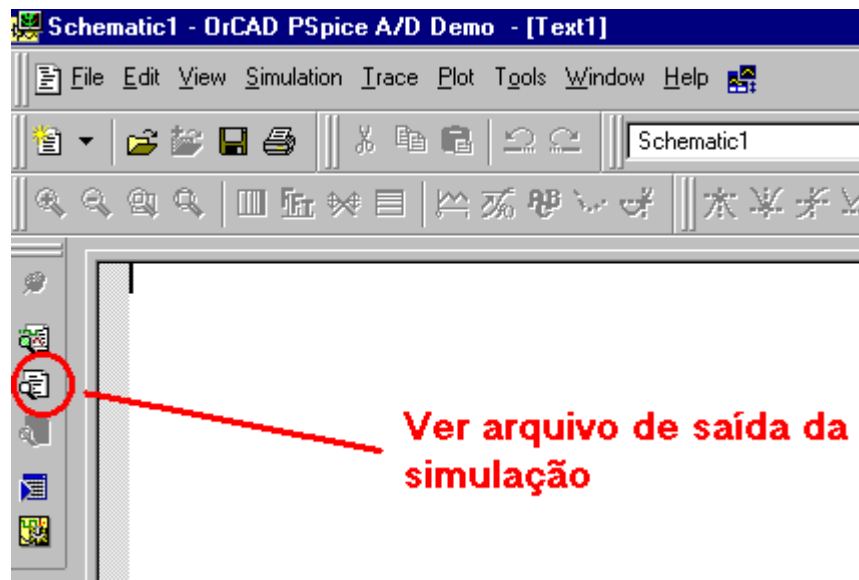 Schematic1 - OrCAD PSpice A/D Demo - [Text1]
File Edit View Simulation Trace Plot Tools Window Help
Schematic1
FFT
Ver arquivo de saída da
simulação